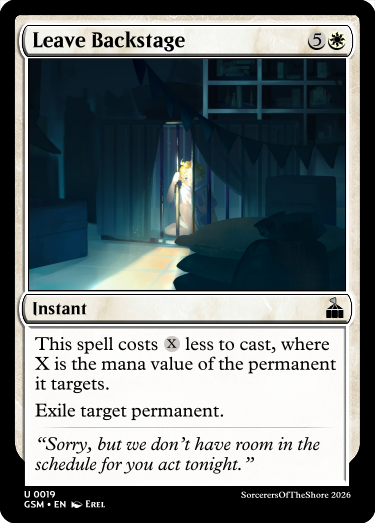 Leave Backstage
5
Instant
This spell costs X less to cast, where
X is the mana value of the permanent
it targets.
Exile target permanent.
“Sorry, but we don’t have room in the
schedule for you act tonight.”
U 0019
GSM • EN Erel
SorcerersOfTheShore 2026